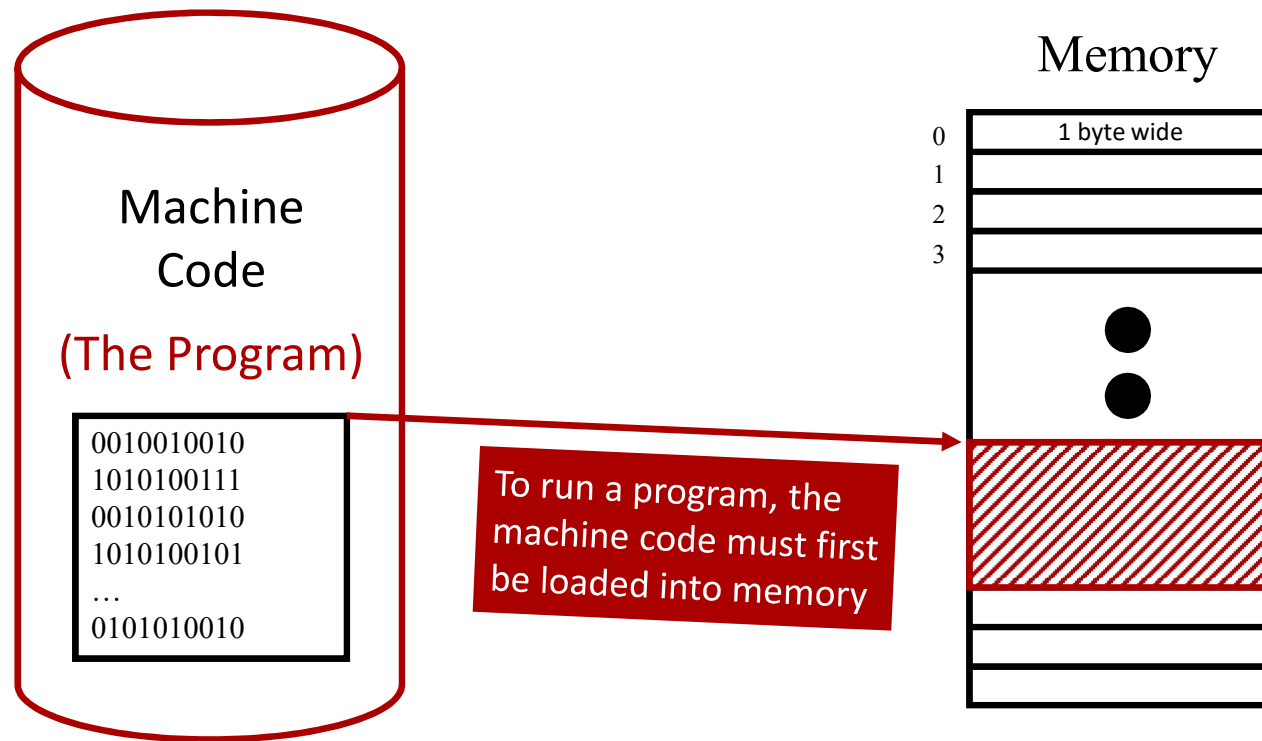 Machine
Code
(The Program)
0010010010
1010100111
0010101010
1010100101
…
0101010010
To run a program, the
machine code must first
be loaded into memory
Memory
0
1 byte wide
1
2
3